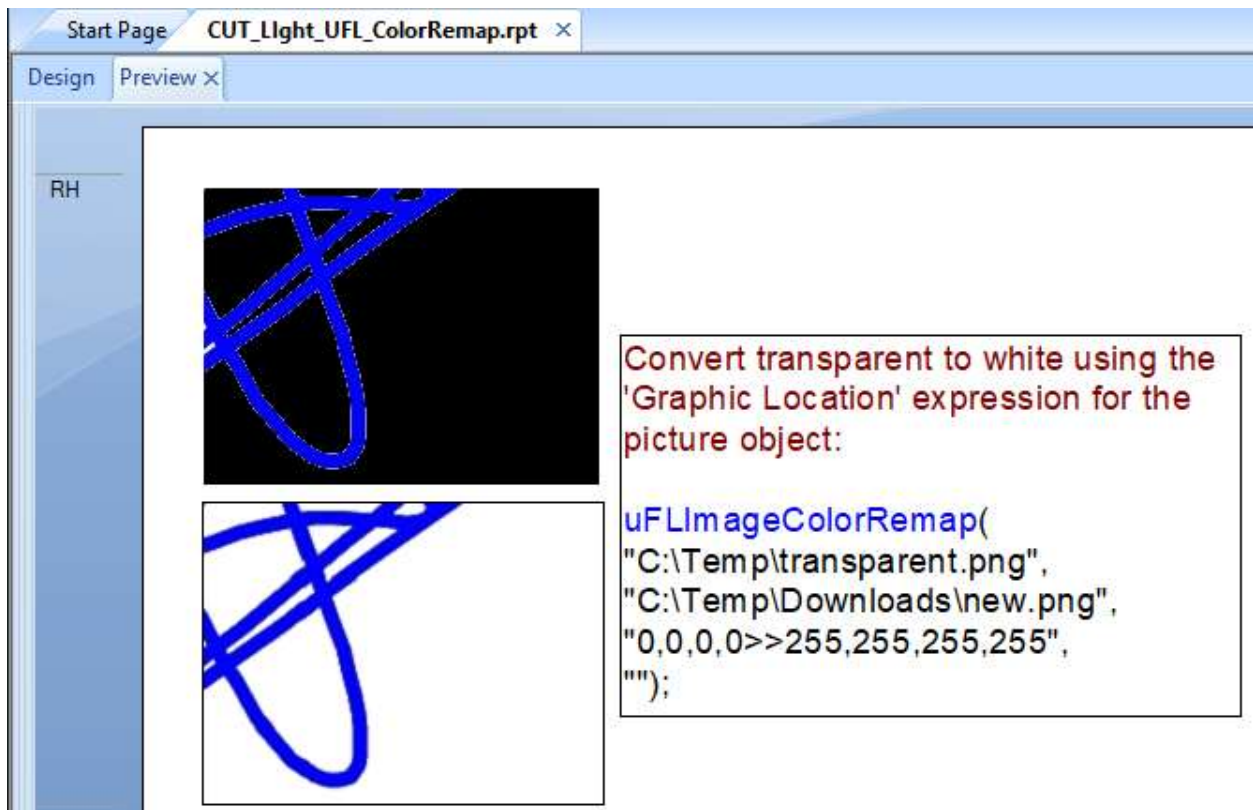 Start Page CUT_LIght_UFL_ColorRemap.rpt ×
Design Preview ×
RH
Convert transparent to white using the
'Graphic Location' expression for the
picture object:
uFLImageColorRemap(
"C:\Temp\transparent.png",
"C:\Temp\Downloads\new.png",
"0,0,0,0>>255,255,255,255",
"");